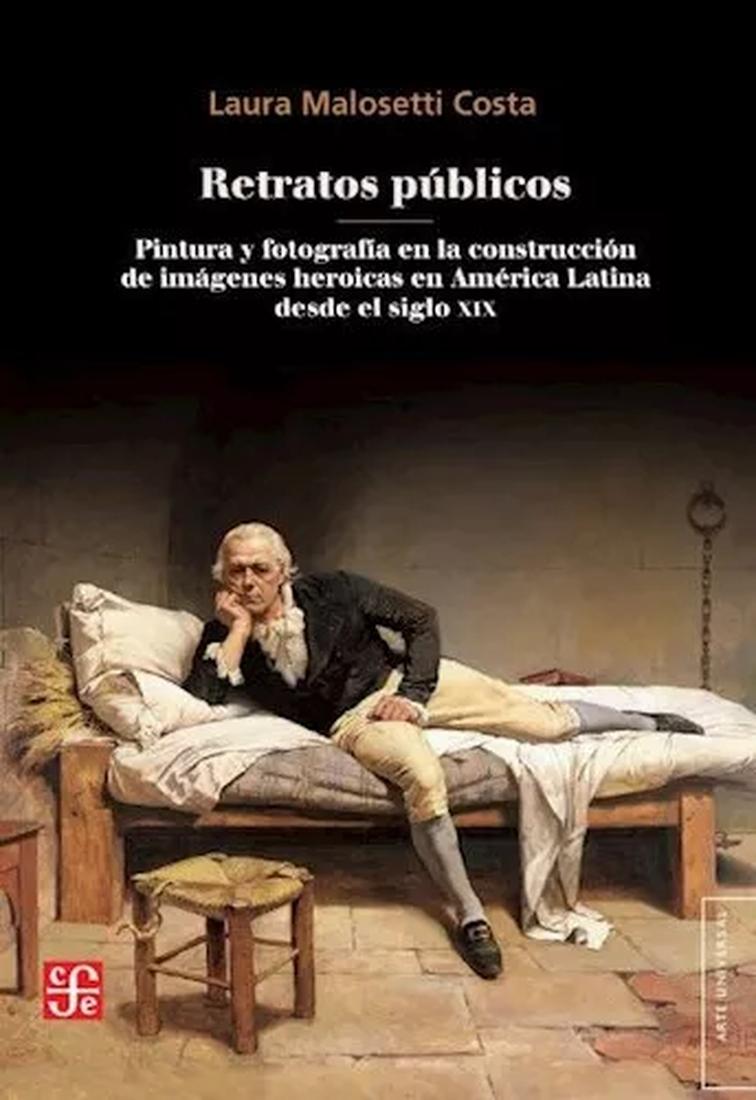 Laura Malosetti Costa
Retratos públicos
Pintura y fotografía en la construcción
de imágenes heroicas en América Latina
desde el siglo XIX
cfe
ARTE UNIVERSAL